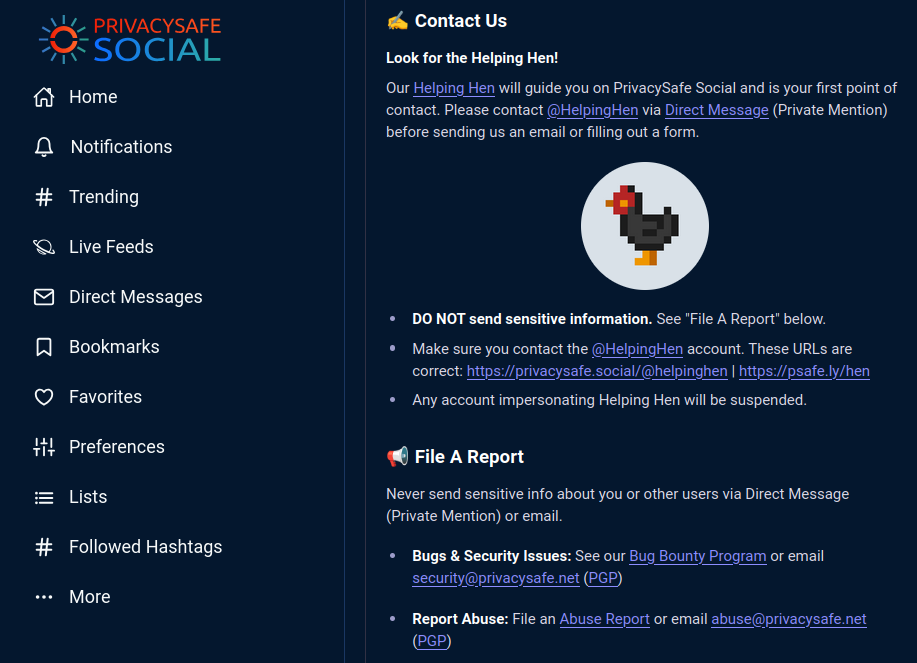 PRIVACYSAFE
SOCIAL
Home
Notifications
Trending
Live Feeds
Direct Messages
Bookmarks
Favorites
Preferences
Lists
Followed Hashtags
More
✍️ Contact Us
Look for the Helping Hen!
Our Helping Hen will guide you on PrivacySafe Social and is your first point of
contact. Please contact @HelpingHen via Direct Message (Private Mention)
before sending us an email or filling out a form.
• DO NOT send sensitive information. See "File A Report" below.
• Make sure you contact the @HelpingHen account. These URLs are
correct: https://privacysafe.social/@helpinghen | https://psafe.ly/hen
• Any account impersonating Helping Hen will be suspended.
📢 File A Report
Never send sensitive info about you or other users via Direct Message
(Private Mention) or email.
• Bugs & Security Issues: See our Bug Bounty Program or email
security@privacysafe.net (PGP)
• Report Abuse: File an Abuse Report or email abuse@privacysafe.net
(PGP)